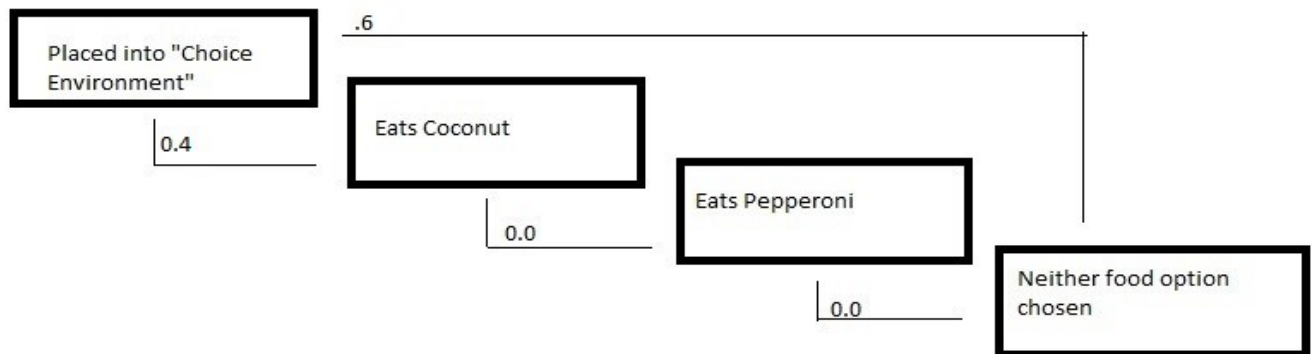 .6
Placed into "Choice
Environment"
0.4
Eats Coconut
0.0
Eats Pepperoni
0.0
Neither food option
chosen